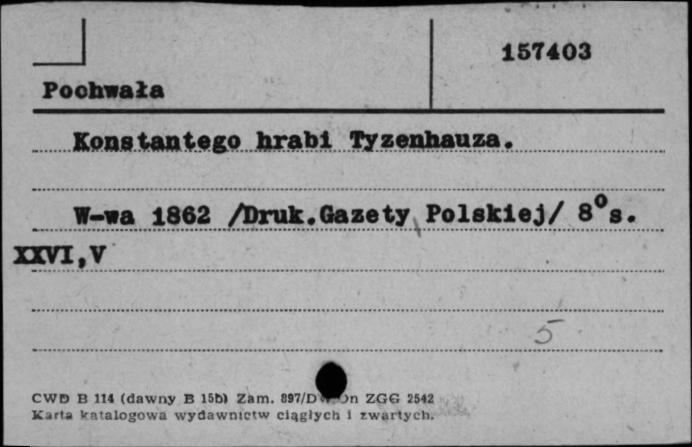 157403
Pochwała
Konstantego hrabi Tyzenhauza.
W-wa 1862 /Druk.Gazety Polskiej/ 8⁰s.
XXVI,V
5
CWD B 114 (dawny B 15b) Zam. 897/D On ZGG 2542
Karta katalogowa wydawnictw ciągłych i zwartych.